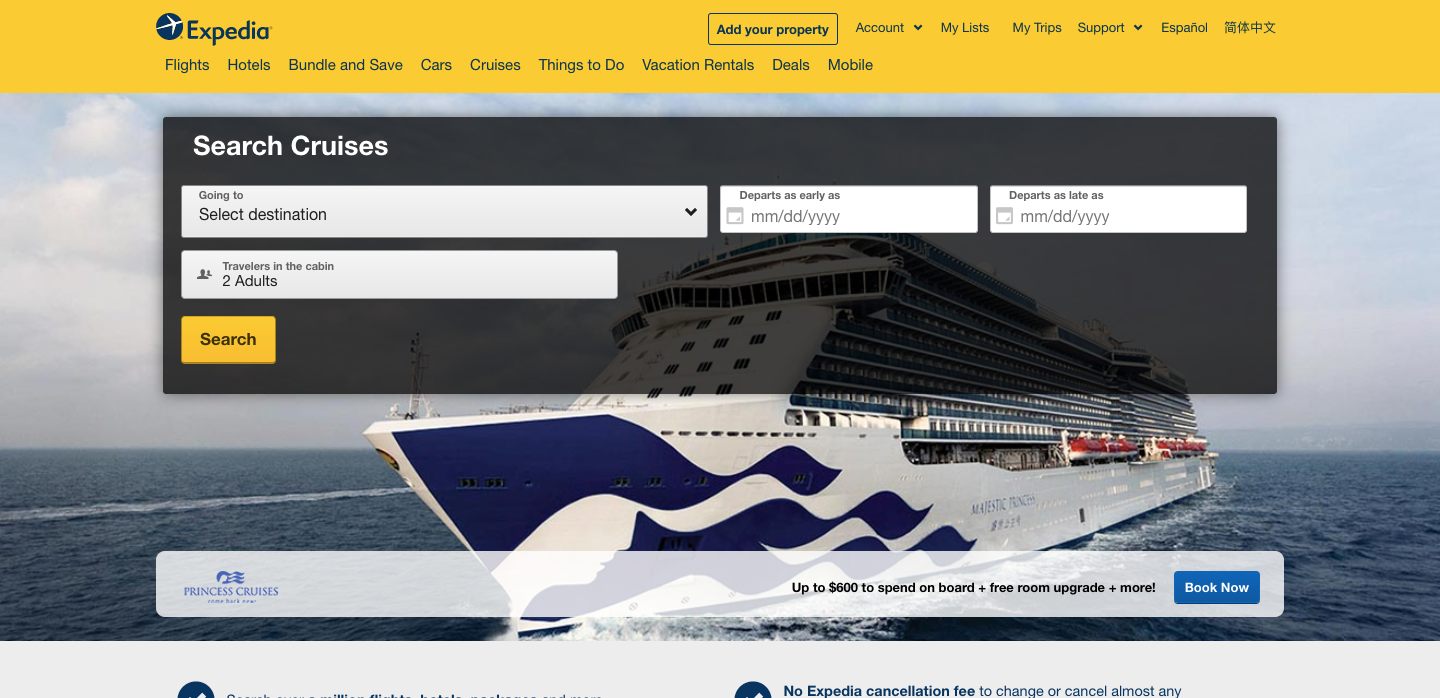 Expedia
Add your property
Account
My Lists
My Trips
Support
Español
简体中文
Flights
Hotels
Bundle and Save
Cars
Cruises
Things to Do
Vacation Rentals
Deals
Mobile
Search Cruises
Going to
Select destination
Departs as early as
mm/dd/yyyy
Departs as late as
mm/dd/yyyy
Travelers in the cabin
2 Adults
Search
MAJESTIC PRINCESS
PRINCESS CRUISES
come back new
Up to $600 to spend on board + free room upgrade + more!
Book Now
Search over a million flights, hotels, packages and more
No Expedia cancellation fee to change or cancel almost any